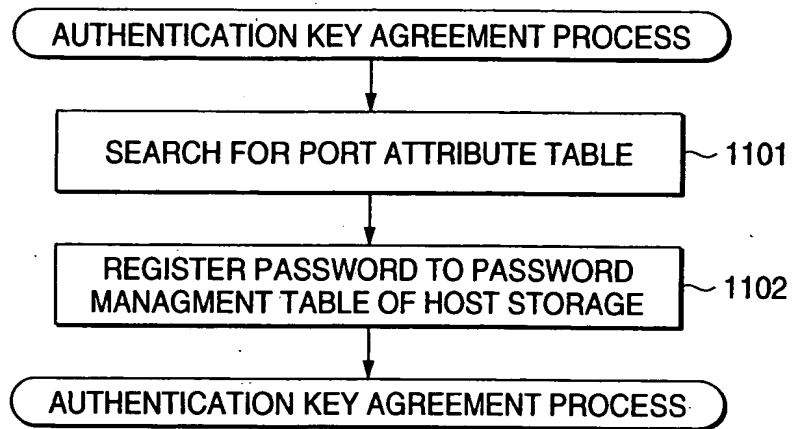 AUTHENTICATION KEY AGREEMENT PROCESS
SEARCH FOR PORT ATTRIBUTE TABLE
1101
REGISTER PASSWORD TO PASSWORD
MANAGMENT TABLE OF HOST STORAGE
1102
AUTHENTICATION KEY AGREEMENT PROCESS